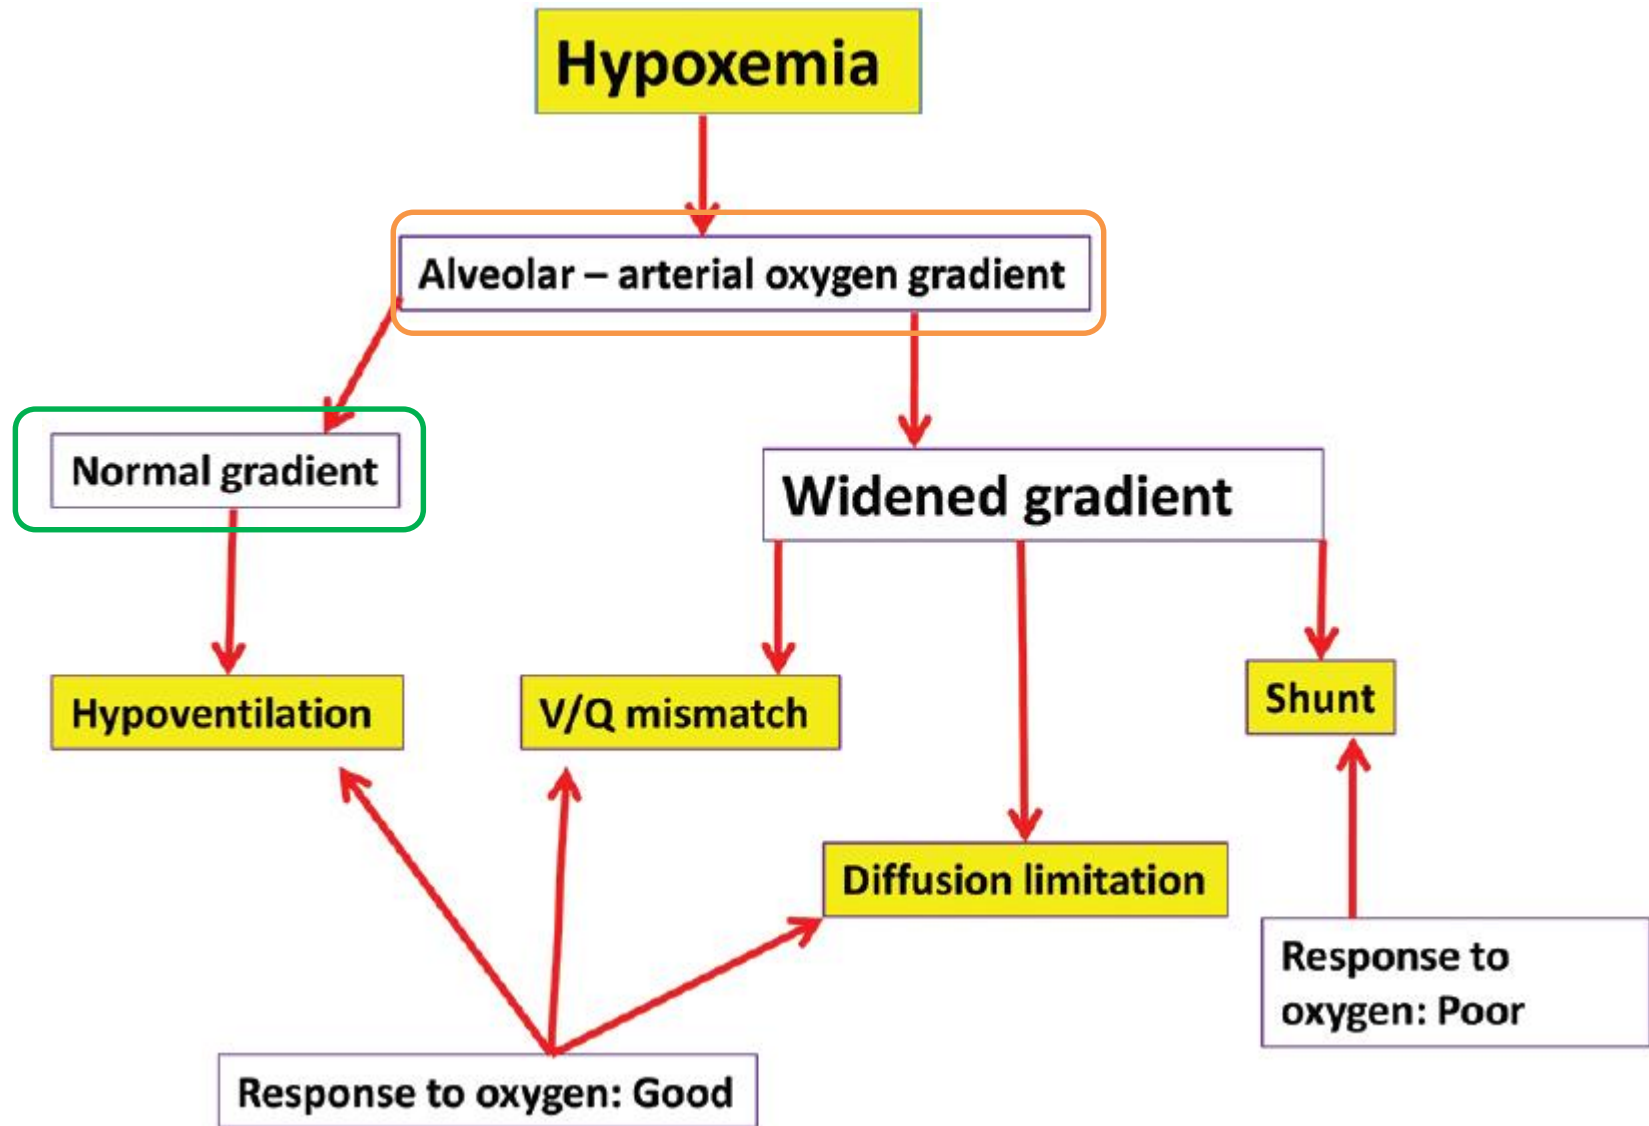 Hypoxemia
Alveolar – arterial oxygen gradient
Normal gradient
Widened gradient
Hypoventilation
V/Q mismatch
Shunt
Diffusion limitation
Response to
oxygen: Poor
Response to oxygen: Good